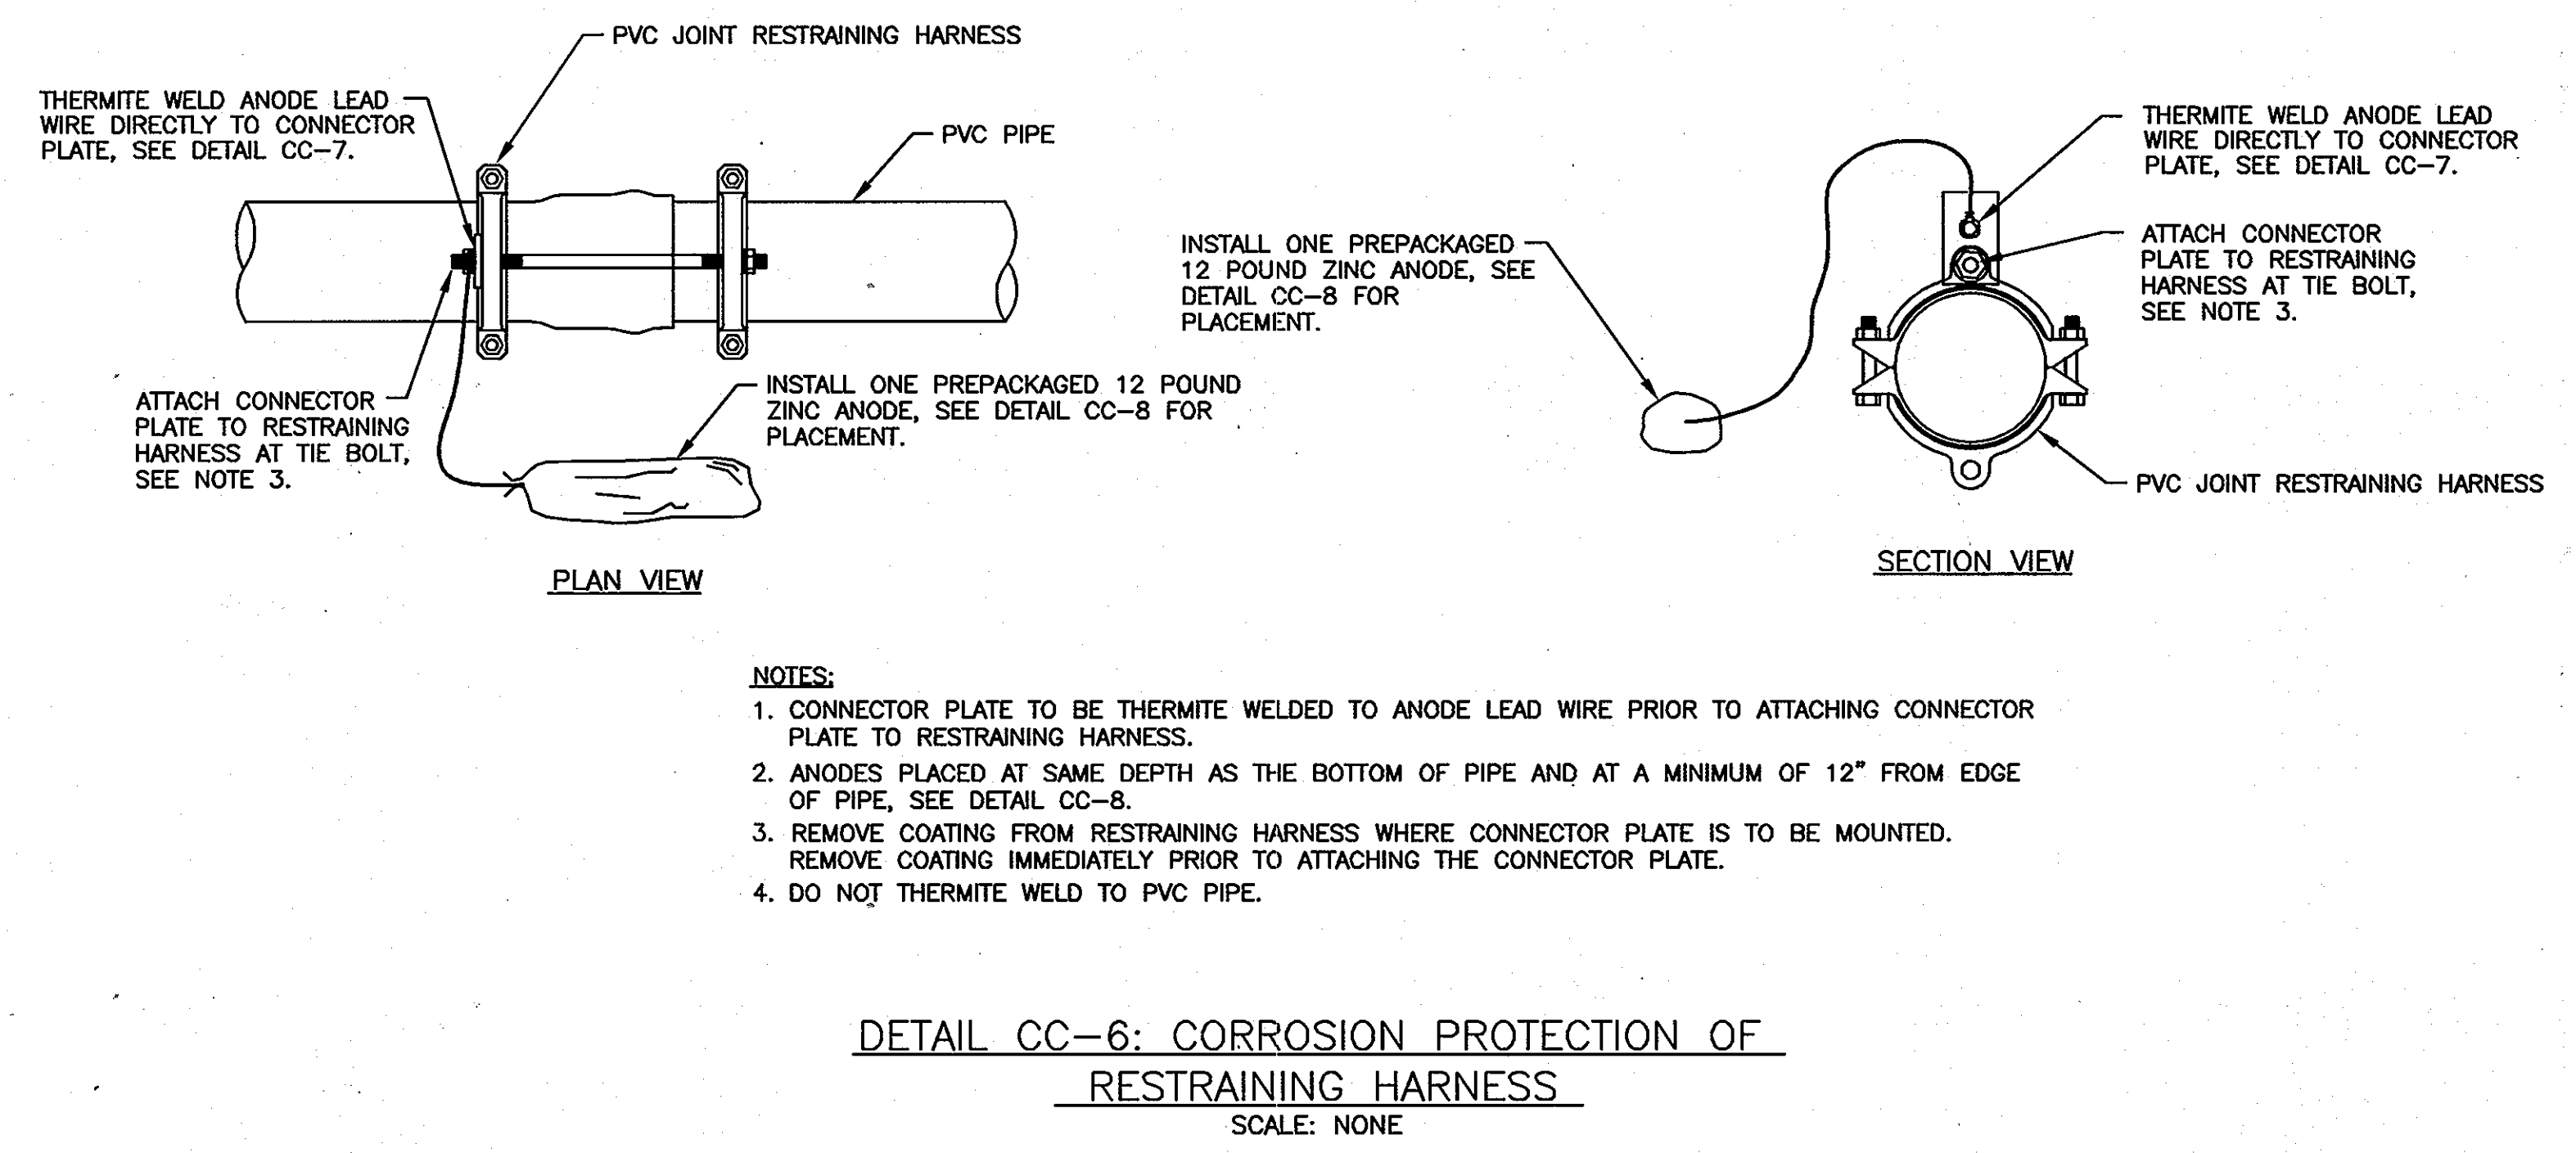 PVC JOINT RESTRAINING HARNESS
THERMITE WELD ANODE LEAD
WIRE DIRECTLY TO CONNECTOR
PLATE, SEE DETAIL CC-7.
PVC PIPE
ATTACH CONNECTOR
PLATE TO RESTRAINING
HARNESS AT TIE BOLT,
SEE NOTE 3.
INSTALL ONE PREPACKAGED 12 POUND
ZINC ANODE, SEE DETAIL CC-8 FOR
PLACEMENT.
PLAN VIEW
INSTALL ONE PREPACKAGED
12 POUND ZINC ANODE, SEE
DETAIL CC-8 FOR
PLACEMENT.
THERMITE WELD ANODE LEAD
WIRE DIRECTLY TO CONNECTOR
PLATE, SEE DETAIL CC-7.
ATTACH CONNECTOR
PLATE TO RESTRAINING
HARNESS AT TIE BOLT,
SEE NOTE 3.
PVC JOINT RESTRAINING HARNESS
SECTION VIEW
NOTES:
1. CONNECTOR PLATE TO BE THERMITE WELDED TO ANODE LEAD WIRE PRIOR TO ATTACHING CONNECTOR
PLATE TO RESTRAINING HARNESS.
2. ANODES PLACED AT SAME DEPTH AS THE BOTTOM OF PIPE AND AT A MINIMUM OF 12" FROM EDGE
OF PIPE, SEE DETAIL CC-8.
3. REMOVE COATING FROM RESTRAINING HARNESS WHERE CONNECTOR PLATE IS TO BE MOUNTED.
REMOVE COATING IMMEDIATELY PRIOR TO ATTACHING THE CONNECTOR PLATE.
4. DO NOT THERMITE WELD TO PVC PIPE.
DETAIL CC-6: CORROSION PROTECTION OF
RESTRAINING HARNESS
SCALE: NONE